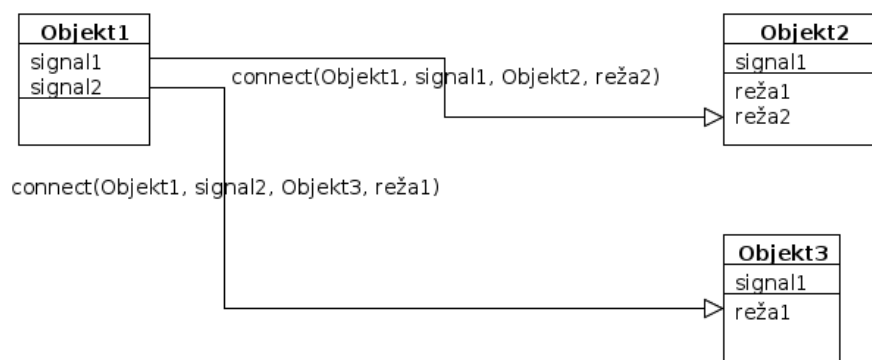 Objekt1
signal1
signal2
connect(Objekt1, signal1, Objekt2, reža2)
Objekt2
signal1
reža1
reža2
connect(Objekt1, signal2, Objekt3, reža1)
Objekt3
signal1
reža1